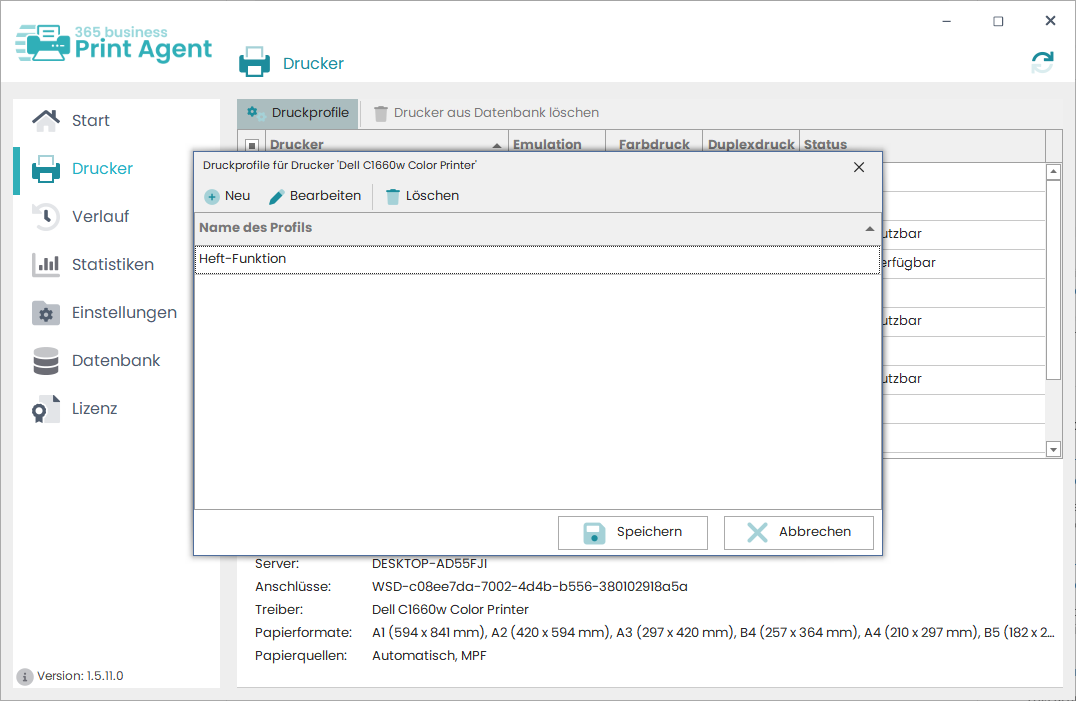 365 business
Print Agent
Drucker
Start
Drucker
Verlauf
Statistiken
Einstellungen
Datenbank
Lizenz
Version: 1.5.11.0
Druckprofile
Drucker aus Datenbank löschen
Drucker Emulation Farbdruck Duplexdruck Status
utzbar
erfügbar
utzbar
utzbar
Druckprofile für Drucker 'Dell C1660w Color Printer'
Neu Bearbeiten Löschen
Name des Profils
Heft-Funktion
Speichern Abbrechen
Server: DESKTOP-AD55FJI
Anschlüsse: WSD-c08ee7da-7002-4d4b-b556-380102918a5a
Treiber: Dell C1660w Color Printer
Papierformate: A1 (594 x 841 mm), A2 (420 x 594 mm), A3 (297 x 420 mm), B4 (257 x 364 mm), A4 (210 x 297 mm), B5 (182 x 2...
Papierquellen: Automatisch, MPF